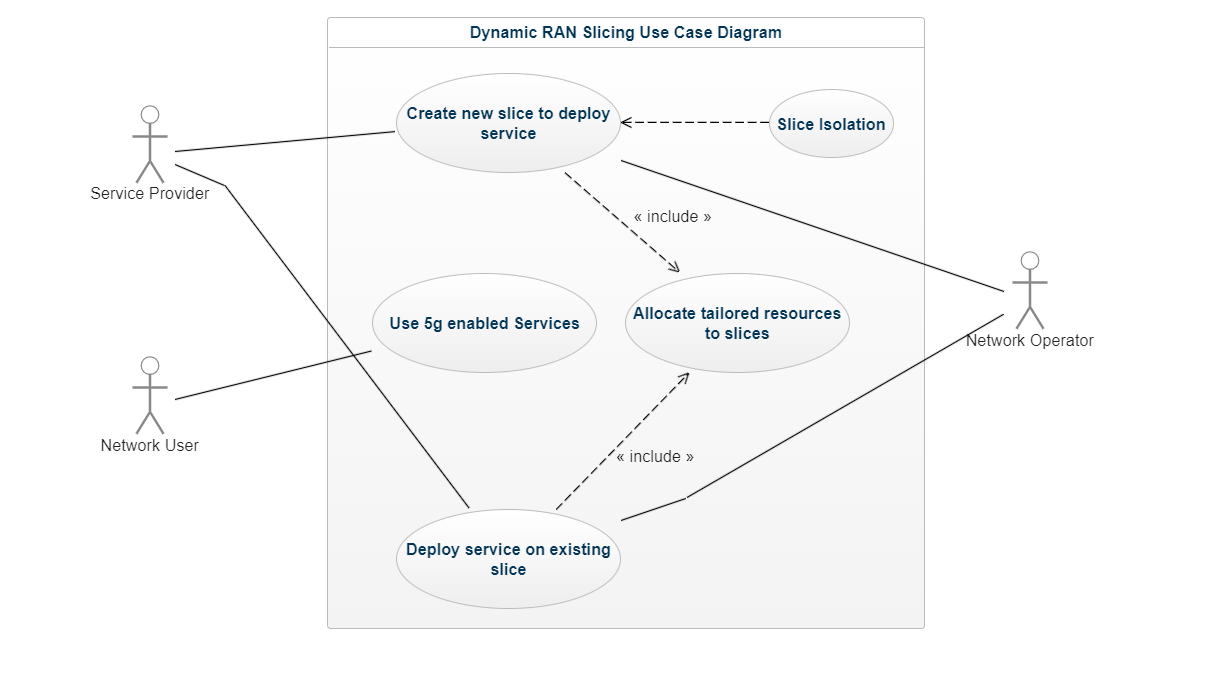 Dynamic RAN Slicing Use Case Diagram
Create new slice to deploy
service
Slice Isolation
Service Provider
« include »
Use 5g enabled Services
Allocate tailored resources
to slices
Network Operator
Network User
« include »
Deploy service on existing
slice